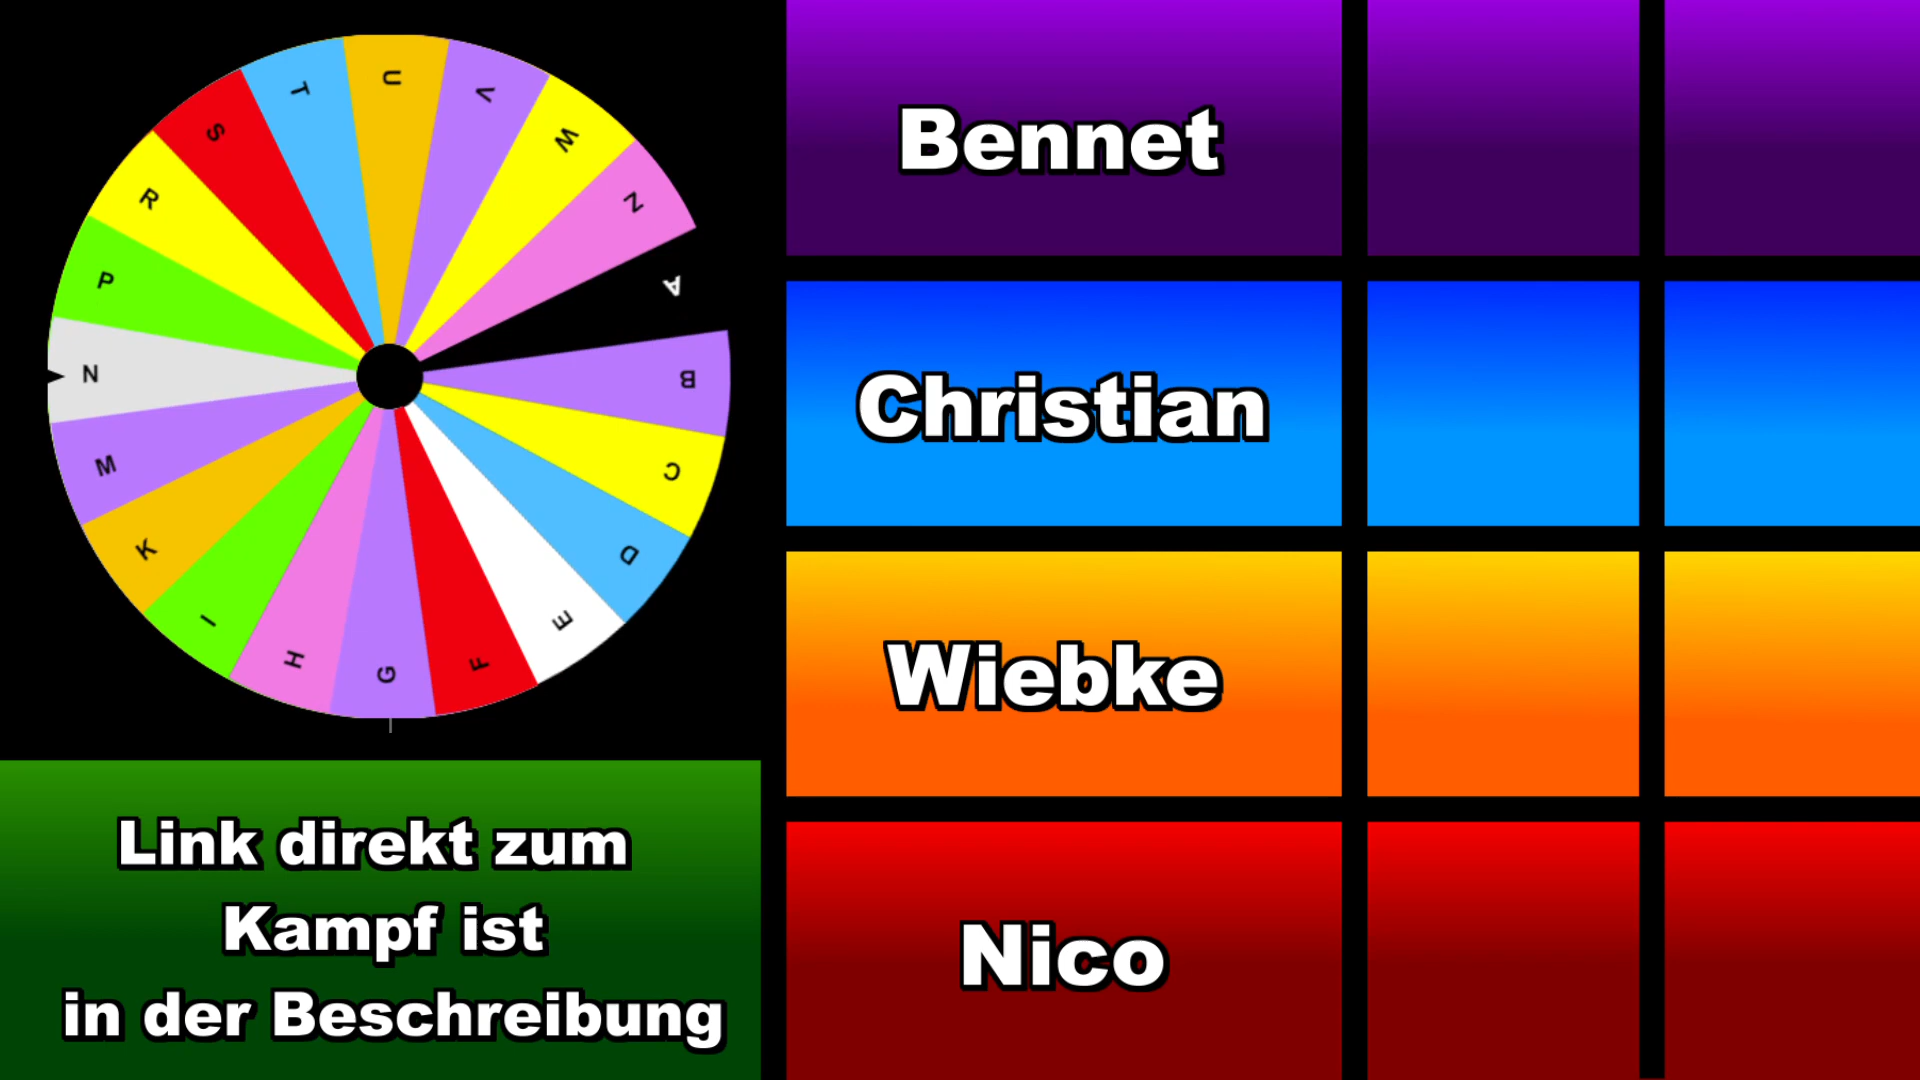 U
T
V
S
W
R
Z
P
A
N
B
M
C
K
D
I
E
H
F
G
Bennet
Christian
Wiebke
Nico
Link direkt zum
Kampf ist
in der Beschreibung